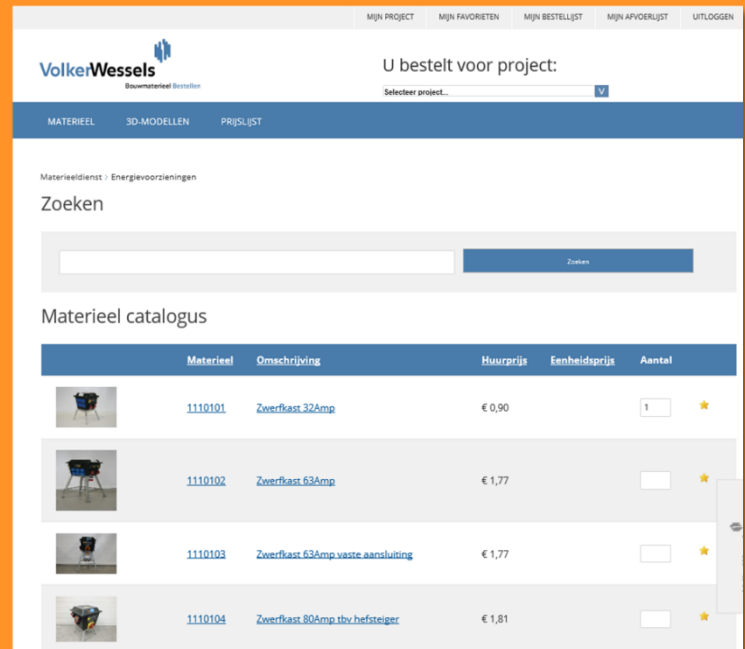 MIJN PROJECT MIJN FAVORIETEN MIJN BESTELLIJST MIJN AFVOERLIJST UITLOGGEN
VolkerWessels
Bouwmaterieel Bestellen
U bestelt voor project:
Selecteer project... V
MATERIEEL 3D-MODELLEN PRIJSLIJST
Materieeldienst > Energievoorzieningen
Zoeken
Zoeken
Materieel catalogus
Materieel Omschrijving Huurprijs Eenheidsprijs Aantal
1110101 Zwerfkast 32Amp € 0,90 1
1110102 Zwerfkast 63Amp € 1,77
1110103 Zwerfkast 63Amp vaste aansluiting € 1,77
1110104 Zwerfkast 80Amp tbv hefsteiger € 1,81